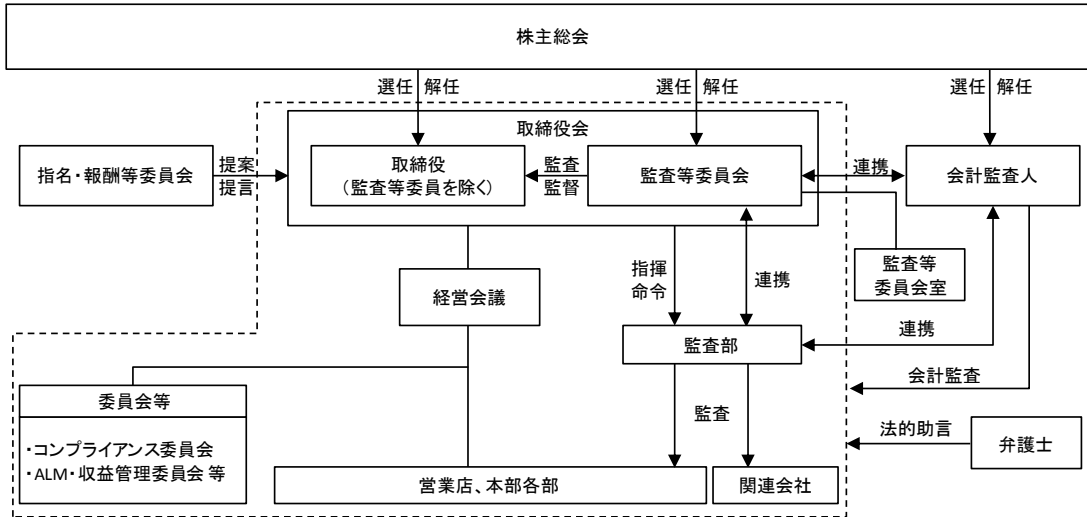 株主総会
選任 解任
選任 解任
選任 解任
取締役会
指名・報酬等委員会
提案
提言
取締役
（監査等委員を除く）
監査
監督
監査等委員会
連携
会計監査人
監査等
委員会室
経営会議
指揮
命令
連携
監査部
連携
会計監査
委員会等
・コンプライアンス委員会
・ALM・収益管理委員会 等
監査
法的助言
弁護士
営業店、本部各部
関連会社